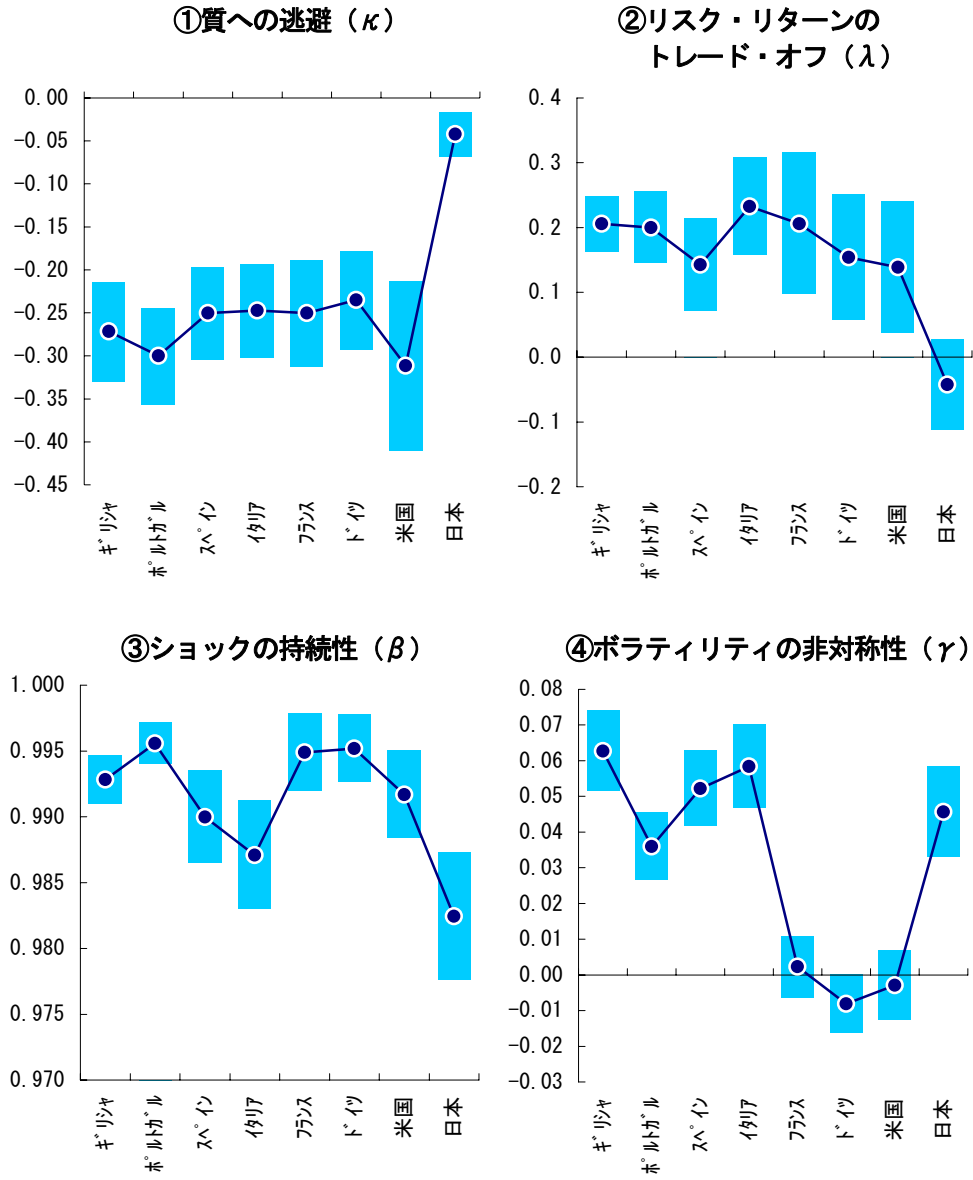 ①質への逃避（κ）
0.00
-0.05
-0.10
-0.15
-0.20
-0.25
-0.30
-0.35
-0.40
-0.45
ｷﾞﾘｼｬ
ﾎﾟﾙﾄｶﾞﾙ
ｽﾍﾟｲﾝ
ｲﾀﾘｱ
ﾌﾗﾝｽ
ﾄﾞｲﾂ
米国
日本
②リスク・リターンの
トレード・オフ（λ）
0.4
0.3
0.2
0.1
0.0
-0.1
-0.2
ｷﾞﾘｼｬ
ﾎﾟﾙﾄｶﾞﾙ
ｽﾍﾟｲﾝ
ｲﾀﾘｱ
ﾌﾗﾝｽ
ﾄﾞｲﾂ
米国
日本
③ショックの持続性（β）
1.000
0.995
0.990
0.985
0.980
0.975
0.970
ｷﾞﾘｼｬ
ﾎﾟﾙﾄｶﾞﾙ
ｽﾍﾟｲﾝ
ｲﾀﾘｱ
ﾌﾗﾝｽ
ﾄﾞｲﾂ
米国
日本
④ボラティリティの非対称性（γ）
0.08
0.07
0.06
0.05
0.04
0.03
0.02
0.01
0.00
-0.01
-0.02
-0.03
ｷﾞﾘｼｬ
ﾎﾟﾙﾄｶﾞﾙ
ｽﾍﾟｲﾝ
ｲﾀﾘｱ
ﾌﾗﾝｽ
ﾄﾞｲﾂ
米国
日本